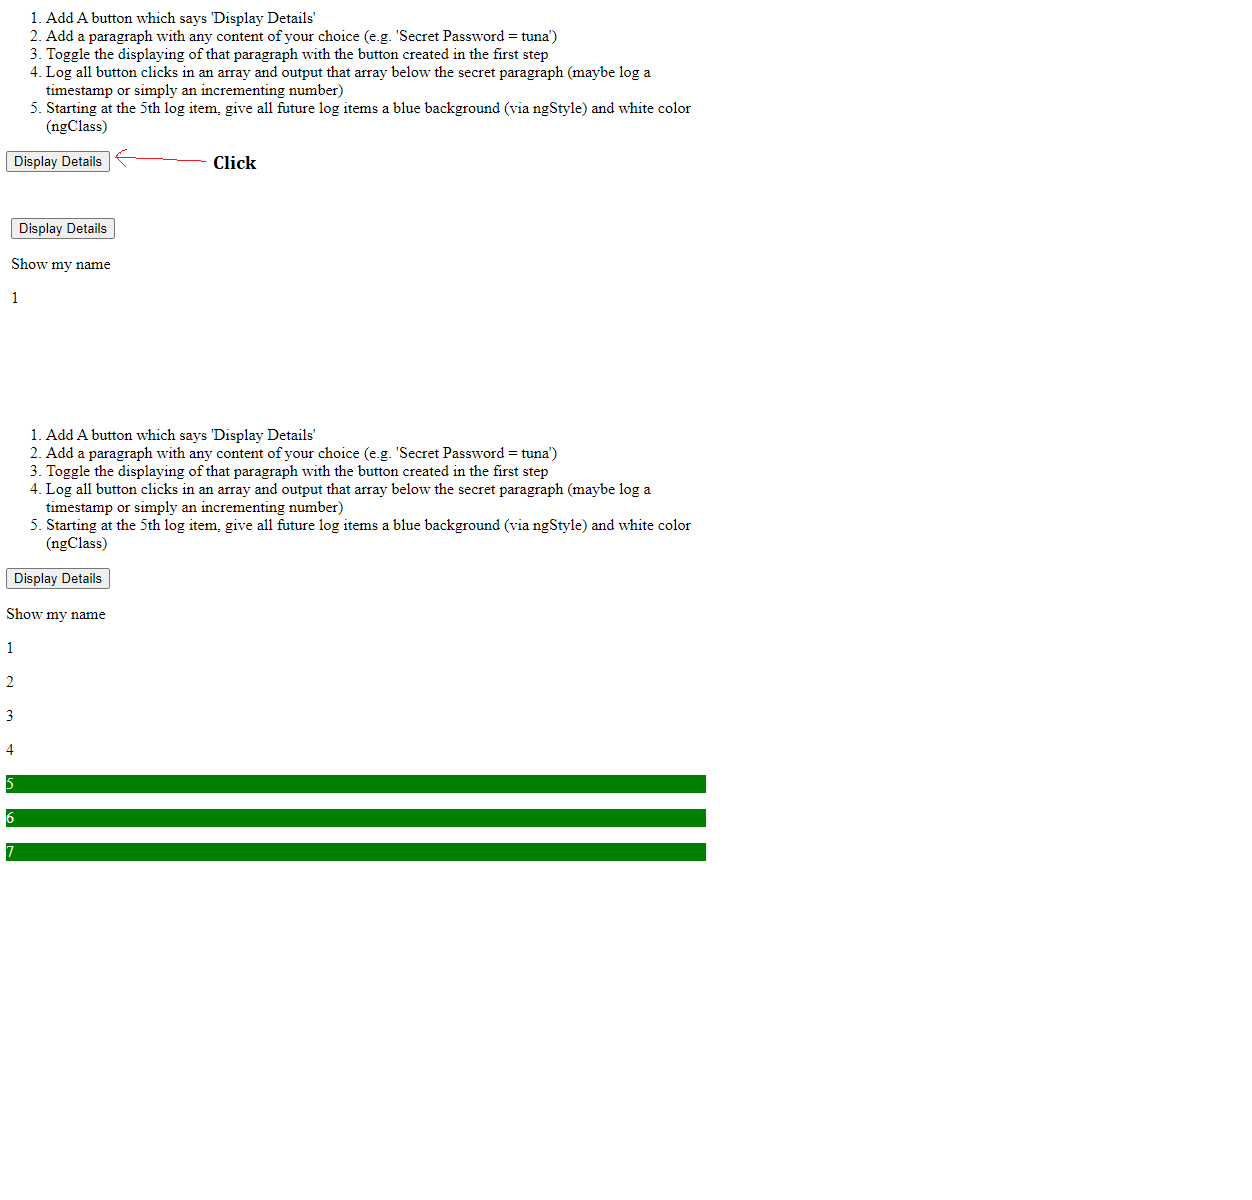 1. Add A button which says 'Display Details'
2. Add a paragraph with any content of your choice (e.g. 'Secret Password = tuna')
3. Toggle the displaying of that paragraph with the button created in the first step
4. Log all button clicks in an array and output that array below the secret paragraph (maybe log a
timestamp or simply an incrementing number)
5. Starting at the 5th log item, give all future log items a blue background (via ngStyle) and white color
(ngClass)
Display Details Click
Display Details
Show my name
1
1. Add A button which says 'Display Details'
2. Add a paragraph with any content of your choice (e.g. 'Secret Password = tuna')
3. Toggle the displaying of that paragraph with the button created in the first step
4. Log all button clicks in an array and output that array below the secret paragraph (maybe log a
timestamp or simply an incrementing number)
5. Starting at the 5th log item, give all future log items a blue background (via ngStyle) and white color
(ngClass)
Display Details
Show my name
1
2
3
4
5
6
7